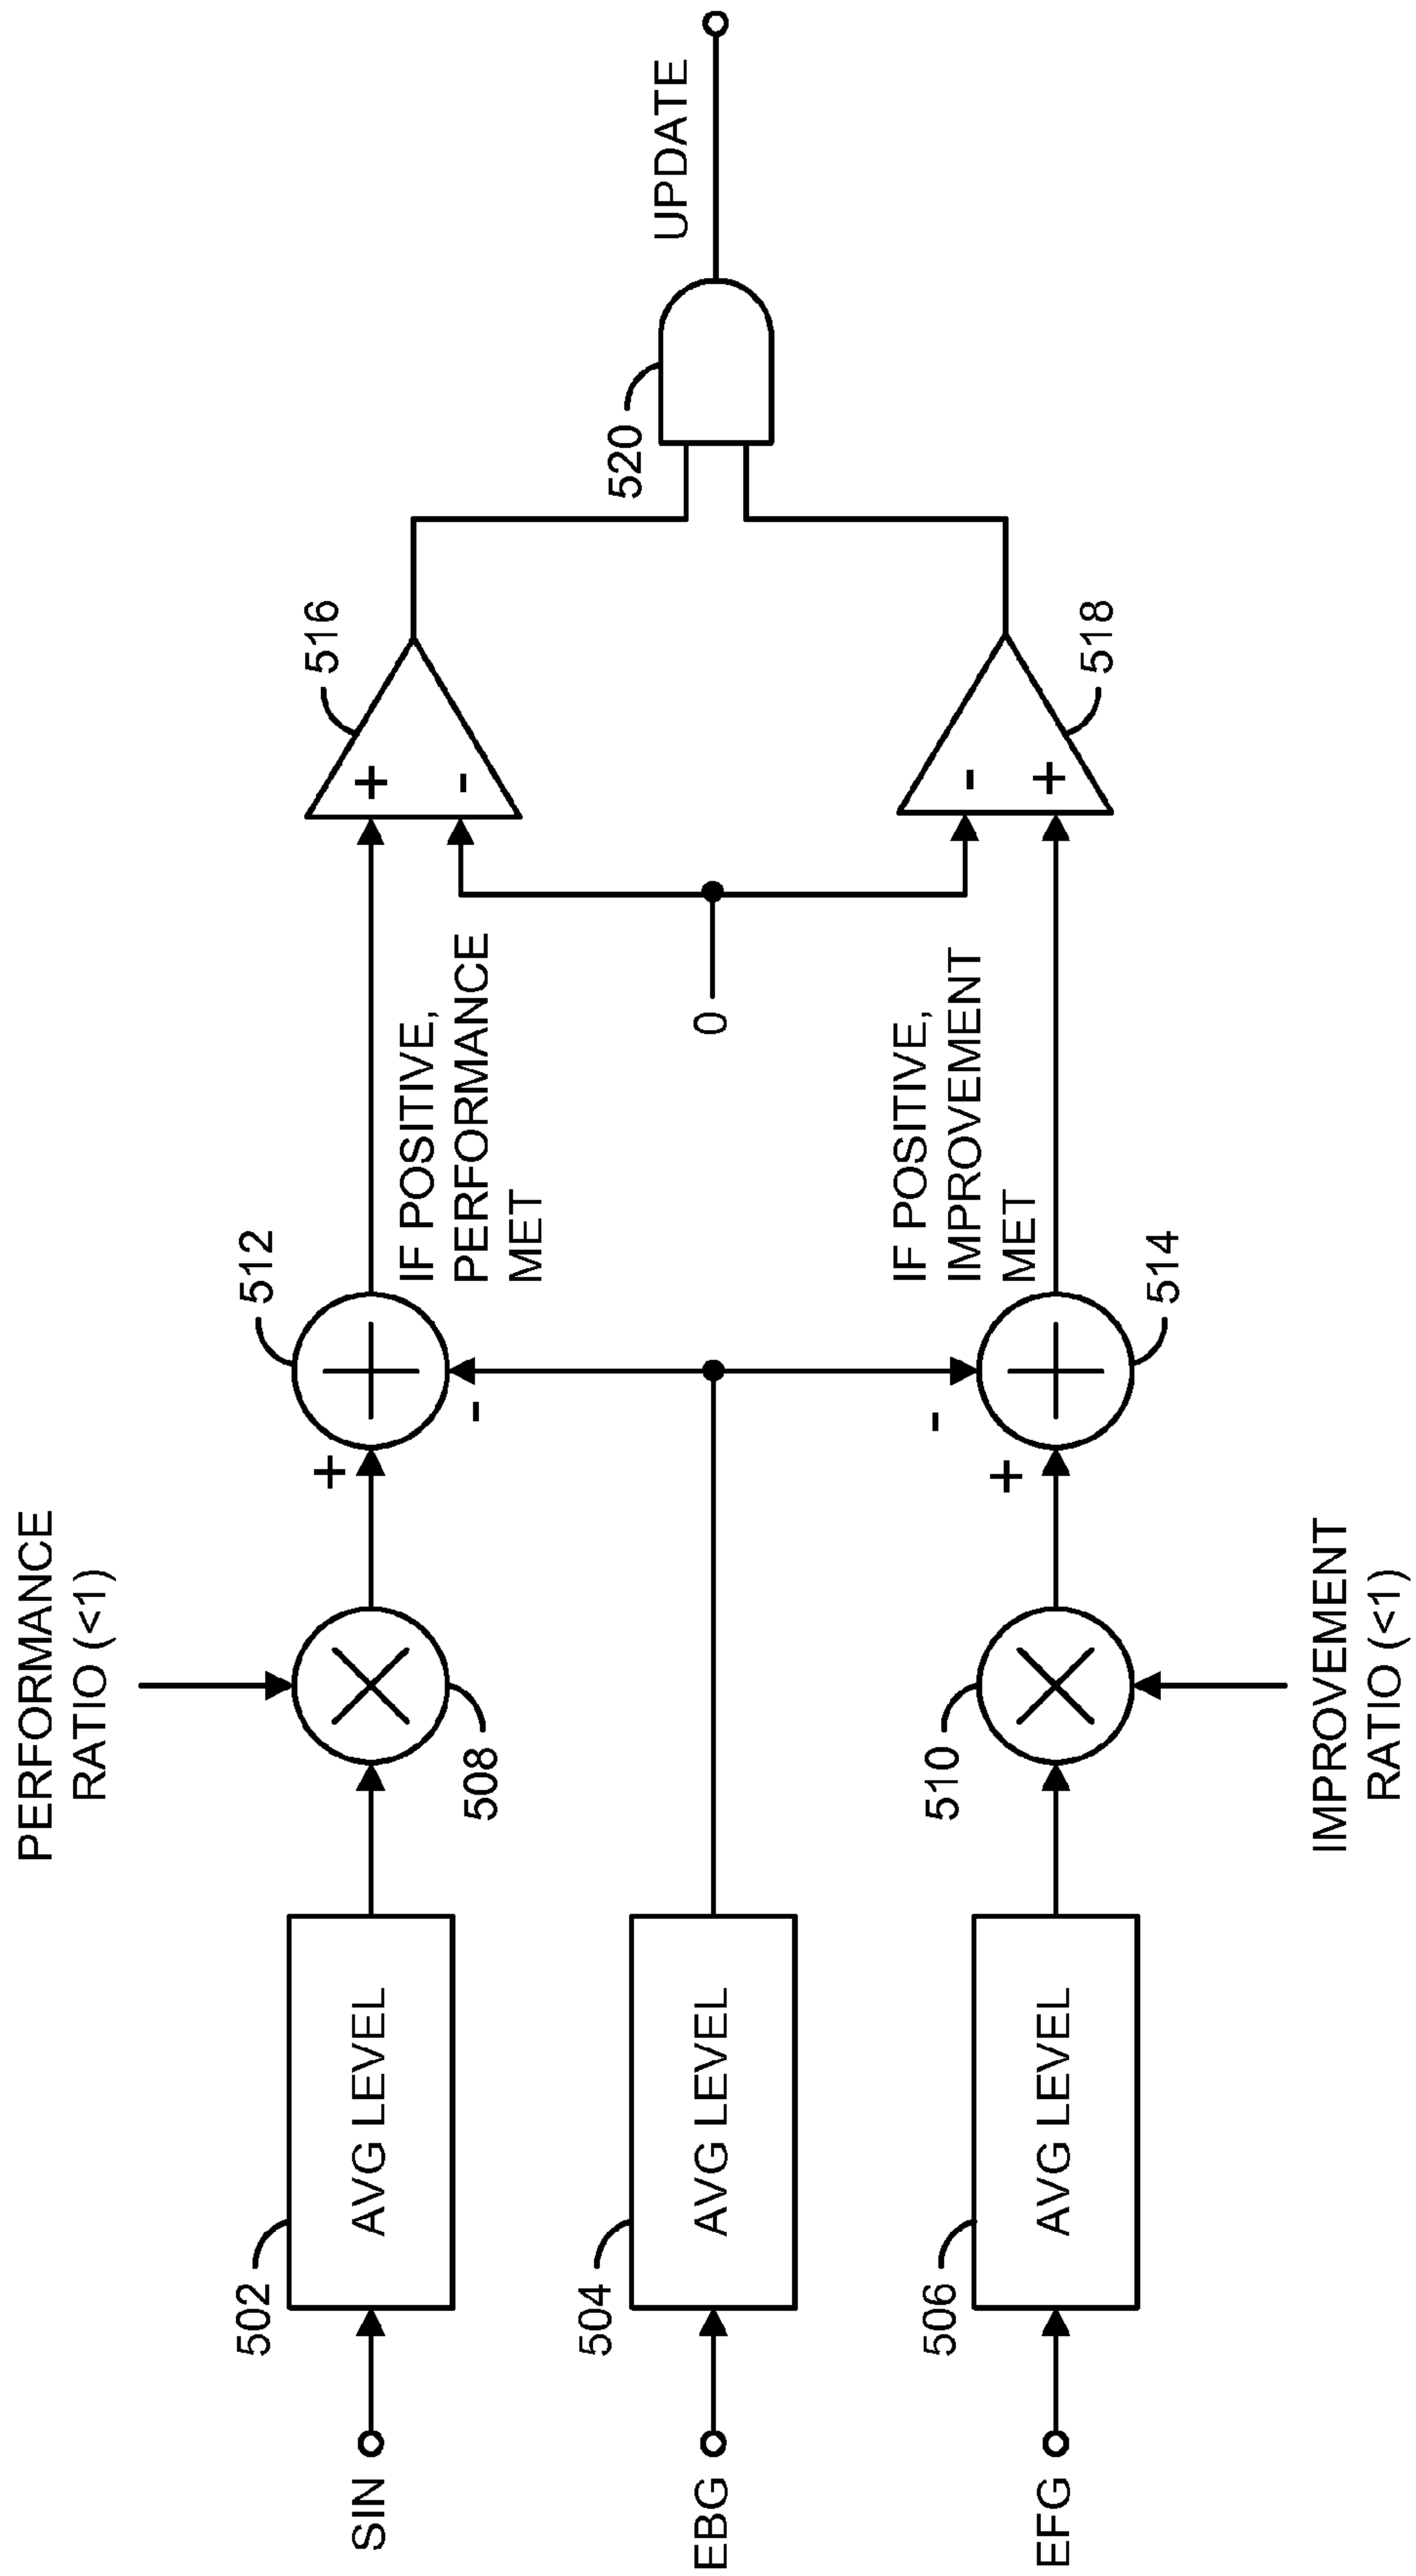 PERFORMANCE
RATIO (<1)
SIN
502
AVG LEVEL
508
+
-
512
IF POSITIVE,
PERFORMANCE
MET
516
+
-
EBG
504
AVG LEVEL
0
520
UPDATE
EFG
506
AVG LEVEL
510
+
-
514
IF POSITIVE,
IMPROVEMENT
MET
-
+
518
IMPROVEMENT
RATIO (<1)